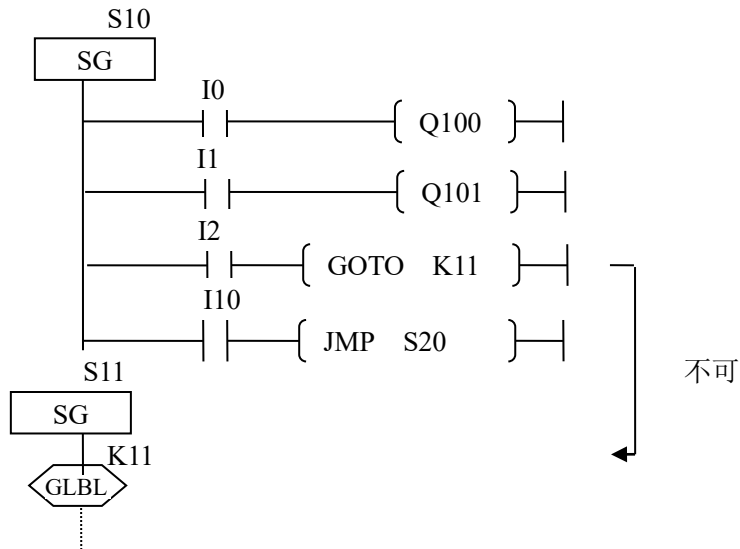 S10
SG
I0
Q100
I1
Q101
I2
GOTO K11
I10
JMP S20
不可
S11
SG
K11
GLBL